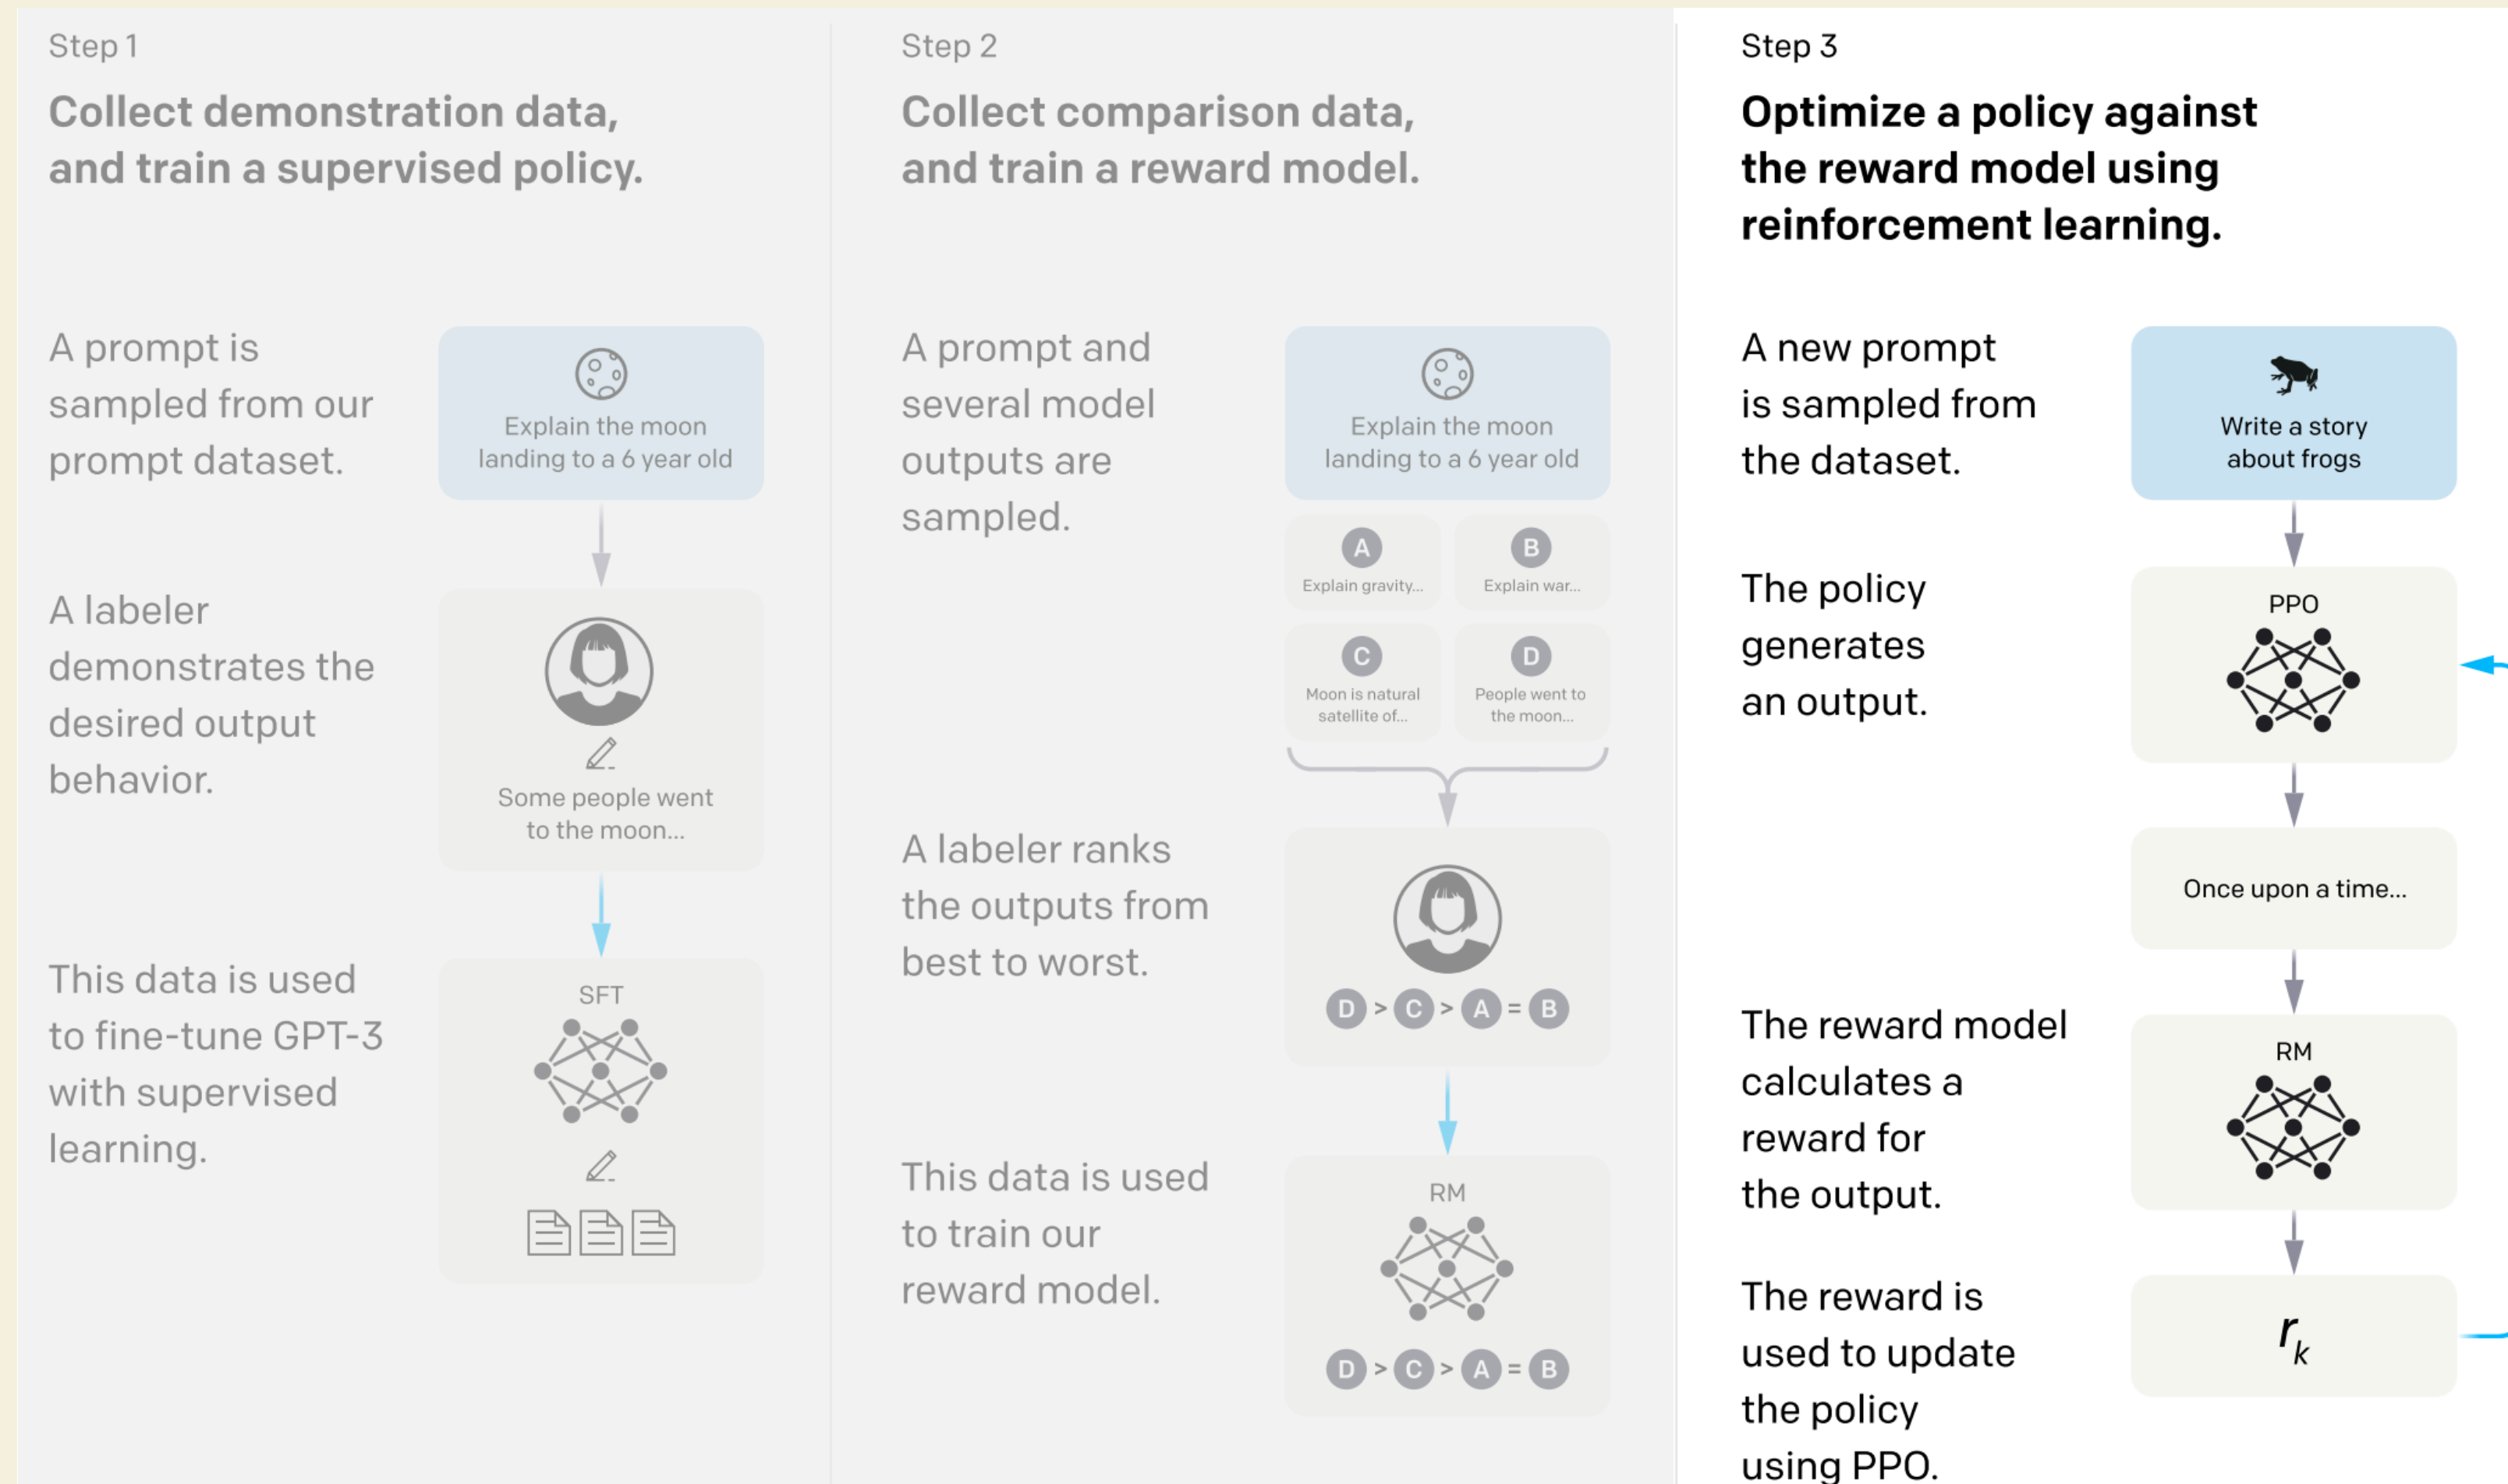 Step 1
Collect demonstration data,
and train a supervised policy.
A prompt is
sampled from our
prompt dataset.
Explain the moon
landing to a 6 year old
A labeler
demonstrates the
desired output
behavior.
Some people went
to the moon...
This data is used
to fine-tune GPT-3
with supervised
learning.
SFT
Step 2
Collect comparison data,
and train a reward model.
A prompt and
several model
outputs are
sampled.
Explain the moon
landing to a 6 year old
A
Explain gravity...
B
Explain war...
C
Moon is natural
satellite of...
D
People went to
the moon...
A labeler ranks
the outputs from
best to worst.
D > C > A = B
This data is used
to train our
reward model.
RM
D > C > A = B
Step 3
Optimize a policy against
the reward model using
reinforcement learning.
A new prompt
is sampled from
the dataset.
Write a story
about frogs
The policy
generates
an output.
PPO
Once upon a time...
The reward model
calculates a
reward for
the output.
RM
The reward is
used to update
the policy
using PPO.
rk